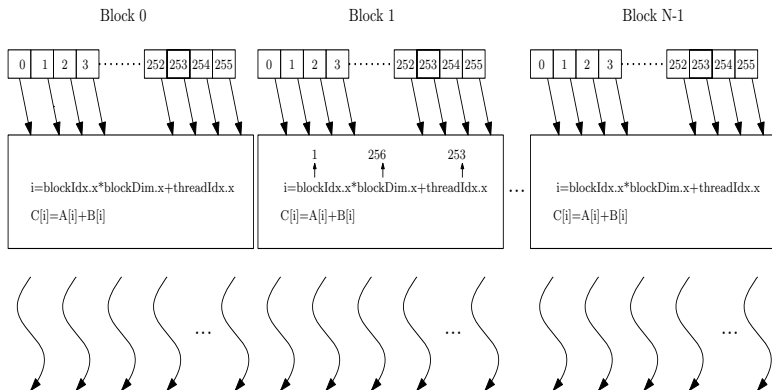 Block 0 Block 1 Block N-1
0 1 2 3 ········ 252 253 254 255 0 1 2 3 ········ 252 253 254 255 0 1 2 3 ········ 252 253 254 255
1 256 253
i=blockIdx.x*blockDim.x+threadIdx.x i=blockIdx.x*blockDim.x+threadIdx.x ... i=blockIdx.x*blockDim.x+threadIdx.x
C[i]=A[i]+B[i] C[i]=A[i]+B[i] C[i]=A[i]+B[i]
... ... ...